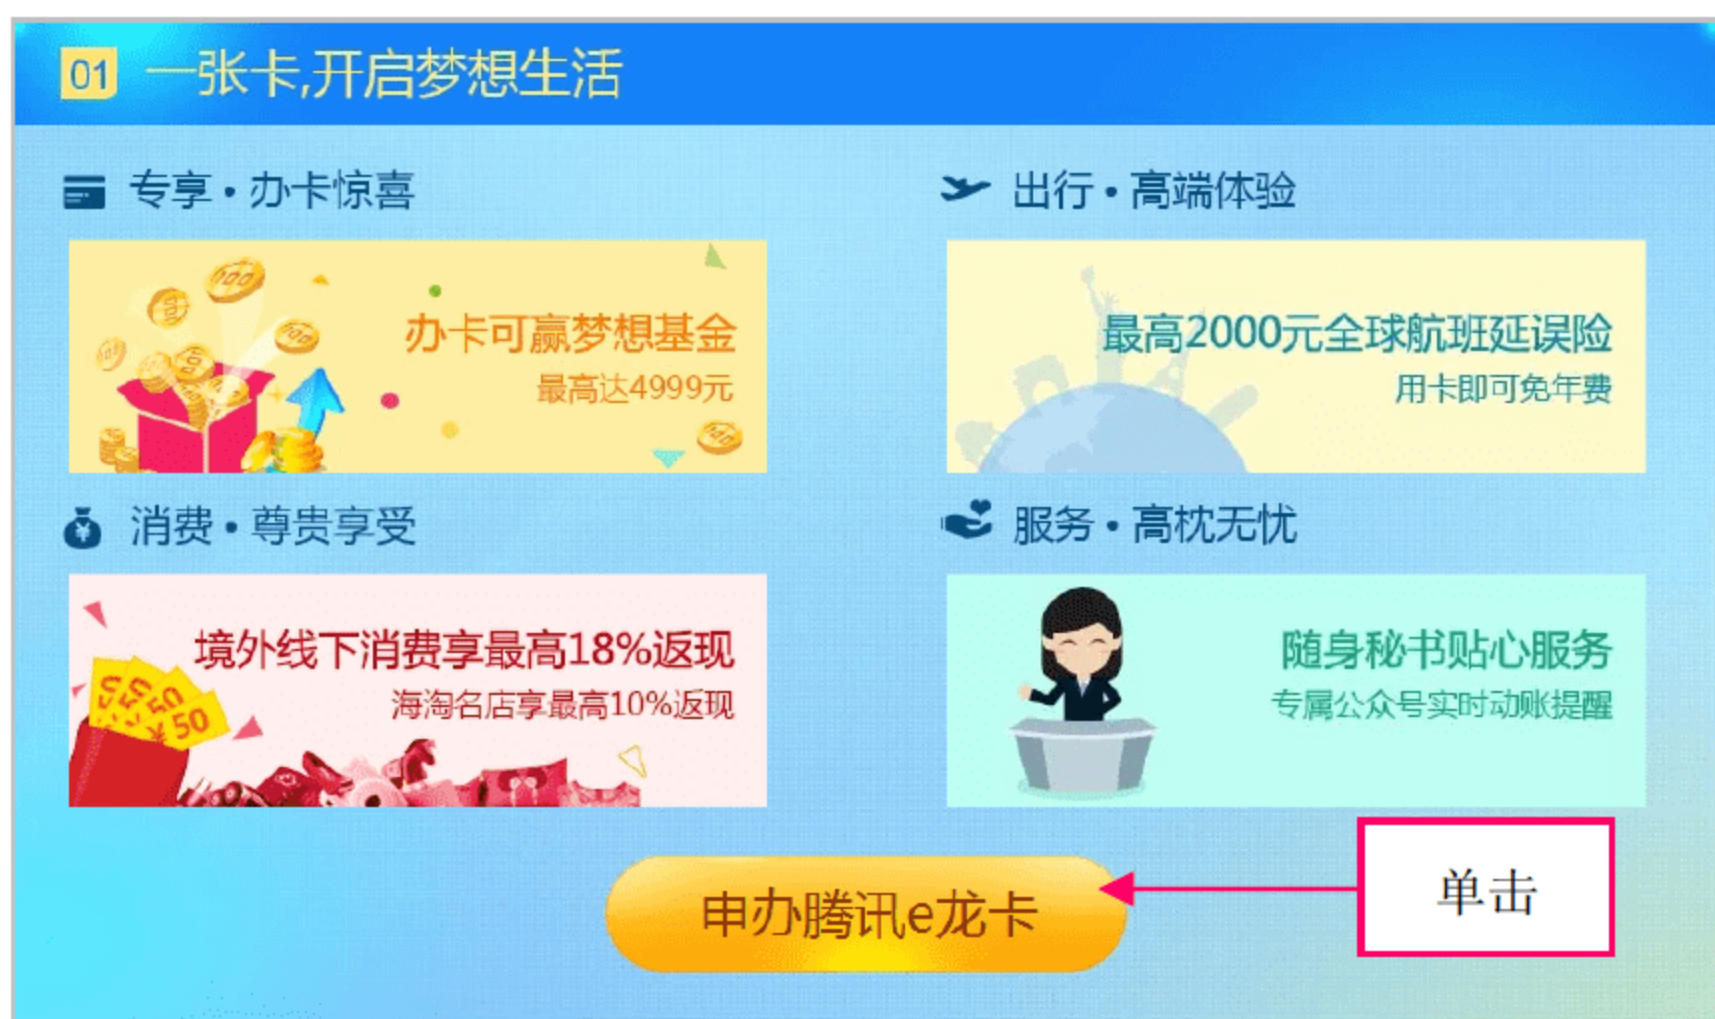 01 一张卡,开启梦想生活
专享·办卡惊喜
出行·高端体验
100
办卡可赢梦想基金
最高达4999元
最高2000元全球航班延误险
用卡即可免年费
消费·尊贵享受
服务·高枕无忧
境外线下消费享最高18%返现
海淘名店享最高10%返现
50
50
50
¥50
随身秘书贴心服务
专属公众号实时动账提醒
申办腾讯e龙卡
单击